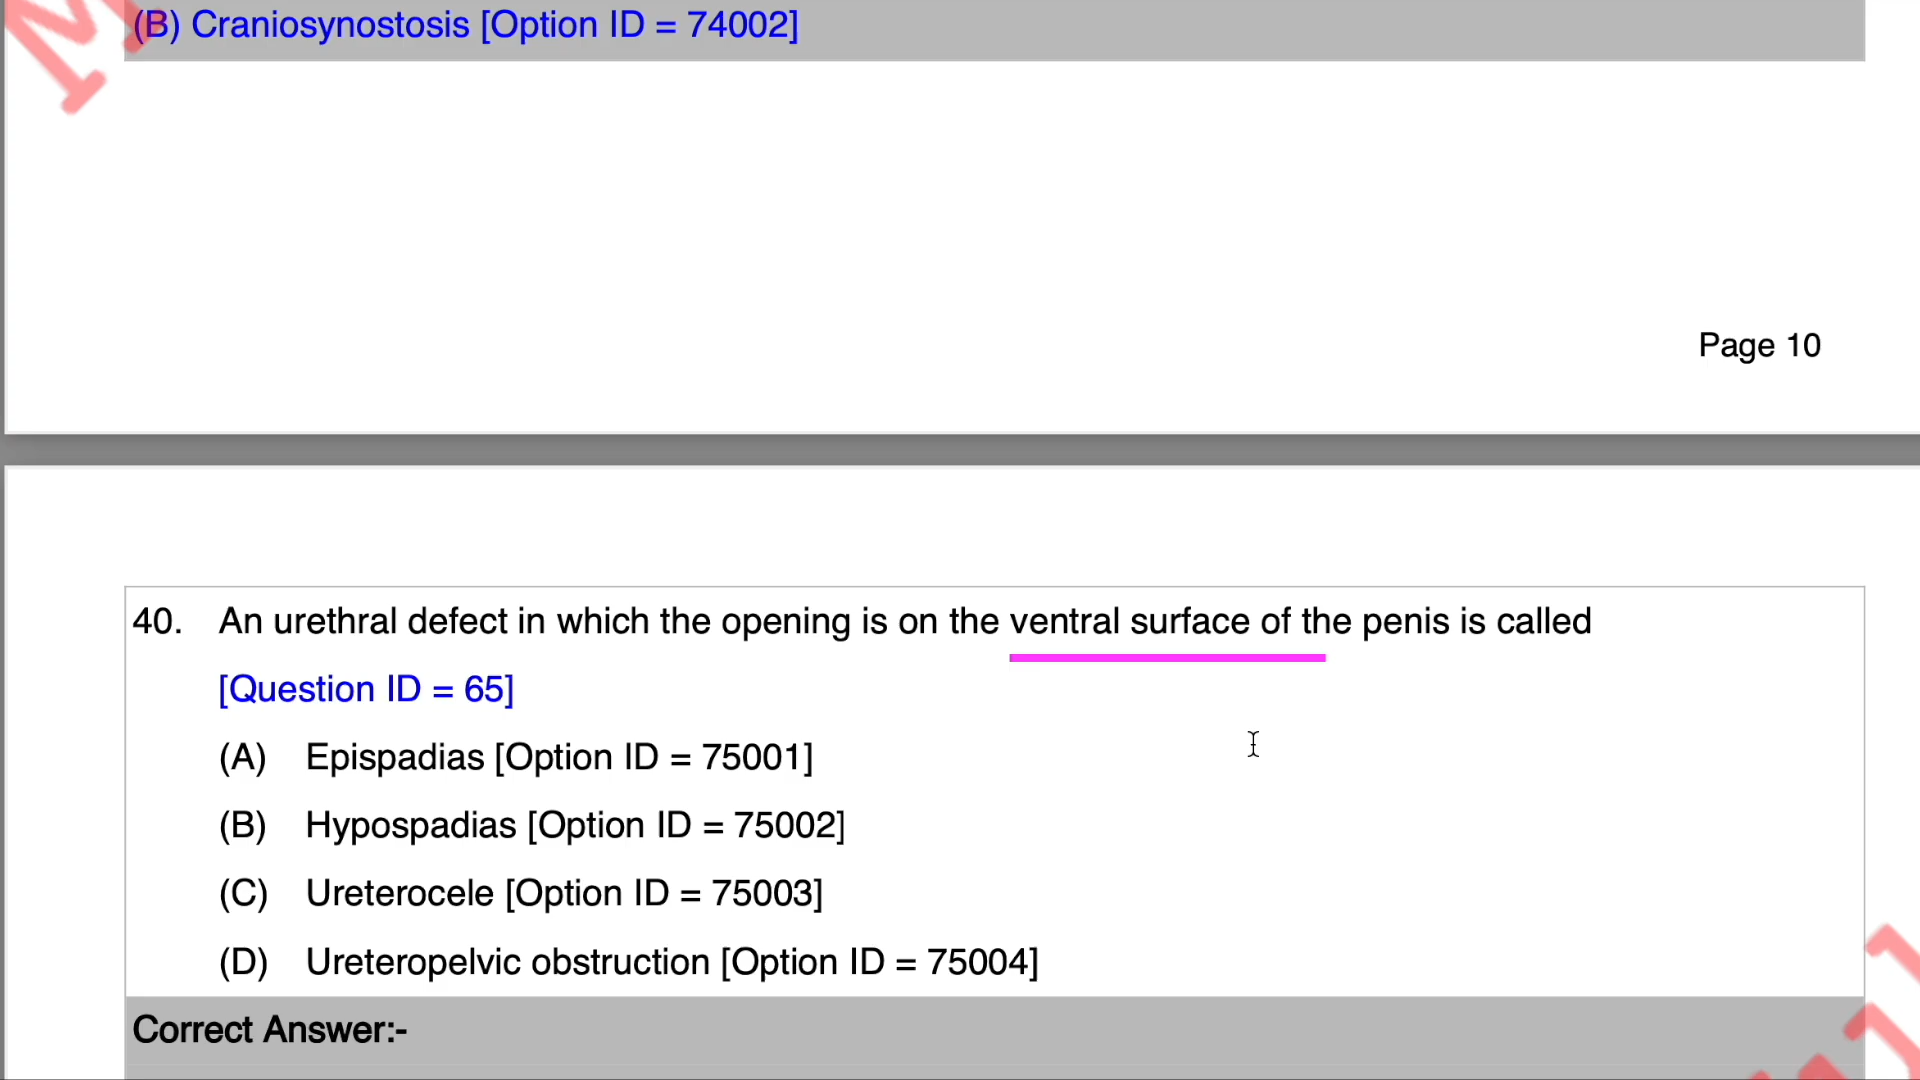 (B) Craniosynostosis [Option ID = 74002]
Page 10
40. An urethral defect in which the opening is on the ventral surface of the penis is called
[Question ID = 65]
(A) Epispadias [Option ID = 75001]
(B) Hypospadias [Option ID = 75002]
(C) Ureterocele [Option ID = 75003]
(D) Ureteropelvic obstruction [Option ID = 75004]
Correct Answer:-